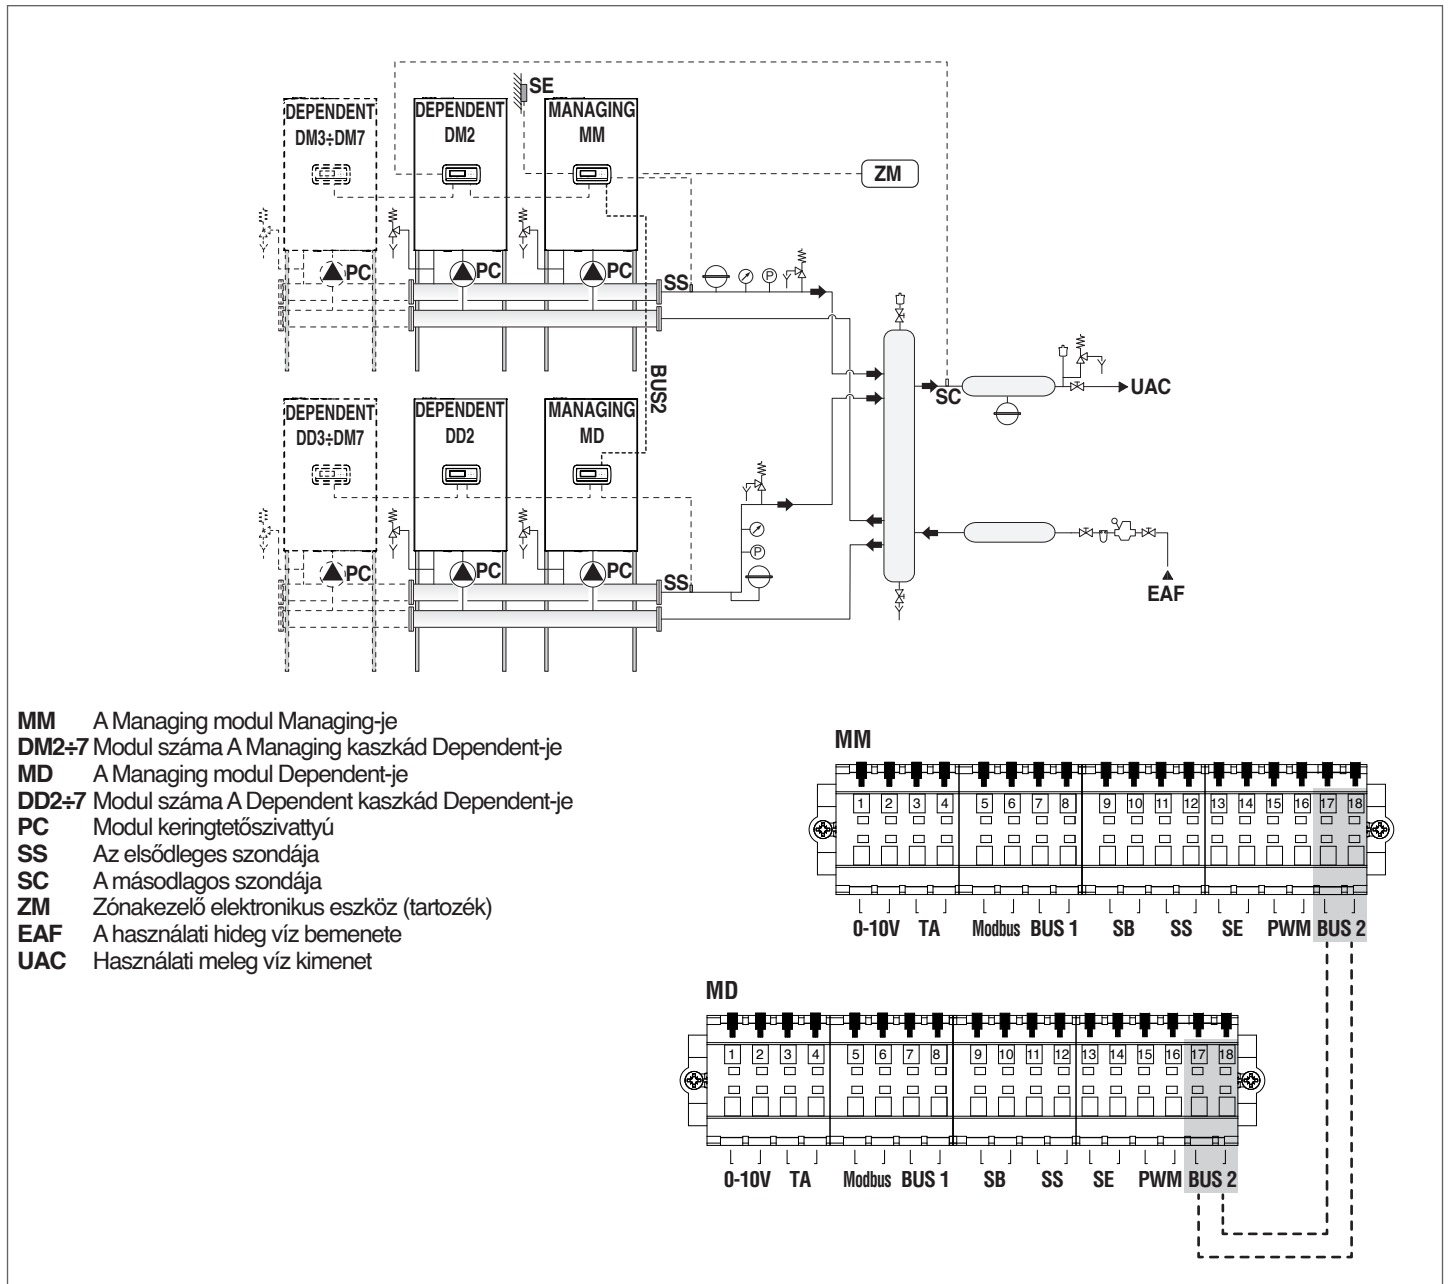 SE
DEPENDENT
DM3÷DM7
DEPENDENT
DM2
MANAGING
MM
ZM
PC
PC
PC
SS
P
BUS2
SC
UAC
DEPENDENT
DD3÷DM7
DEPENDENT
DD2
MANAGING
MD
P
PC
PC
PC
SS
EAF
MM A Managing modul Managing-je
DM2÷7 Modul száma A Managing kaszkád Dependent-je
MD A Managing modul Dependent-je
DD2÷7 Modul száma A Dependent kaszkád Dependent-je
PC Modul keringtetőszivattyú
SS Az elsődleges szondája
SC A másodlagos szondája
ZM Zónakezelő elektronikus eszköz (tartozék)
EAF A használati hideg víz bemenete
UAC Használati meleg víz kimenet
MM
1 2 3 4 5 6 7 8 9 10 11 12 13 14 15 16 17 18
0-10V TA Modbus BUS 1 SB SS SE PWM BUS 2
MD
1 2 3 4 5 6 7 8 9 10 11 12 13 14 15 16 17 18
0-10V TA Modbus BUS 1 SB SS SE PWM BUS 2